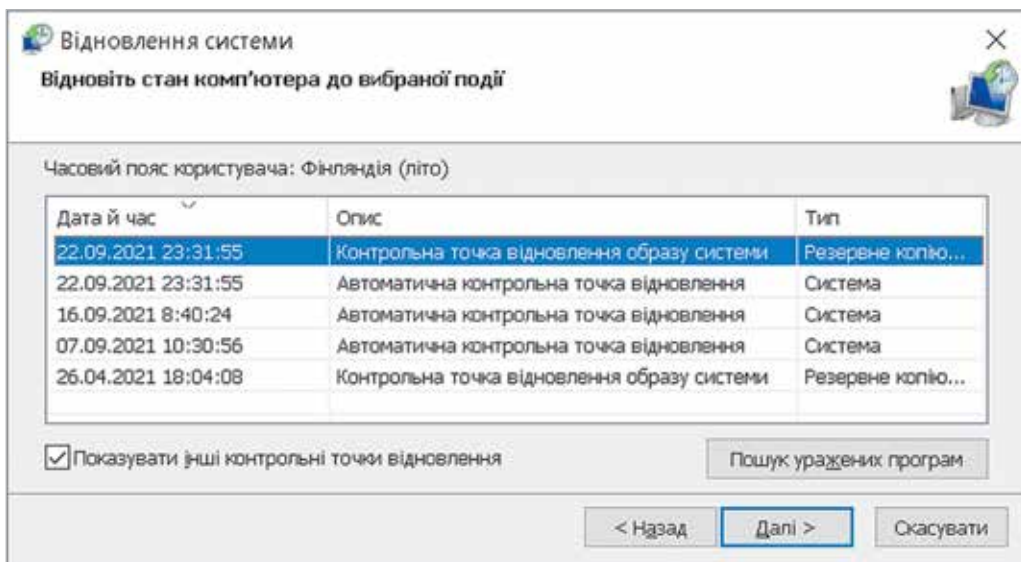 Відновлення системи
Відновіть стан комп'ютера до вибраної події
Часовий пояс користувача: Фінляндія (літо)
Дата й час Опис Тип
22.09.2021 23:31:55 Контрольна точка відновлення образу системи Резервне копію...
22.09.2021 23:31:55 Автоматична контрольна точка відновлення Система
16.09.2021 8:40:24 Автоматична контрольна точка відновлення Система
07.09.2021 10:30:56 Автоматична контрольна точка відновлення Система
26.04.2021 18:04:08 Контрольна точка відновлення образу системи Резервне копію...
Показувати інші контрольні точки відновлення Пошук уражених програм
< Назад Далі > Скасувати